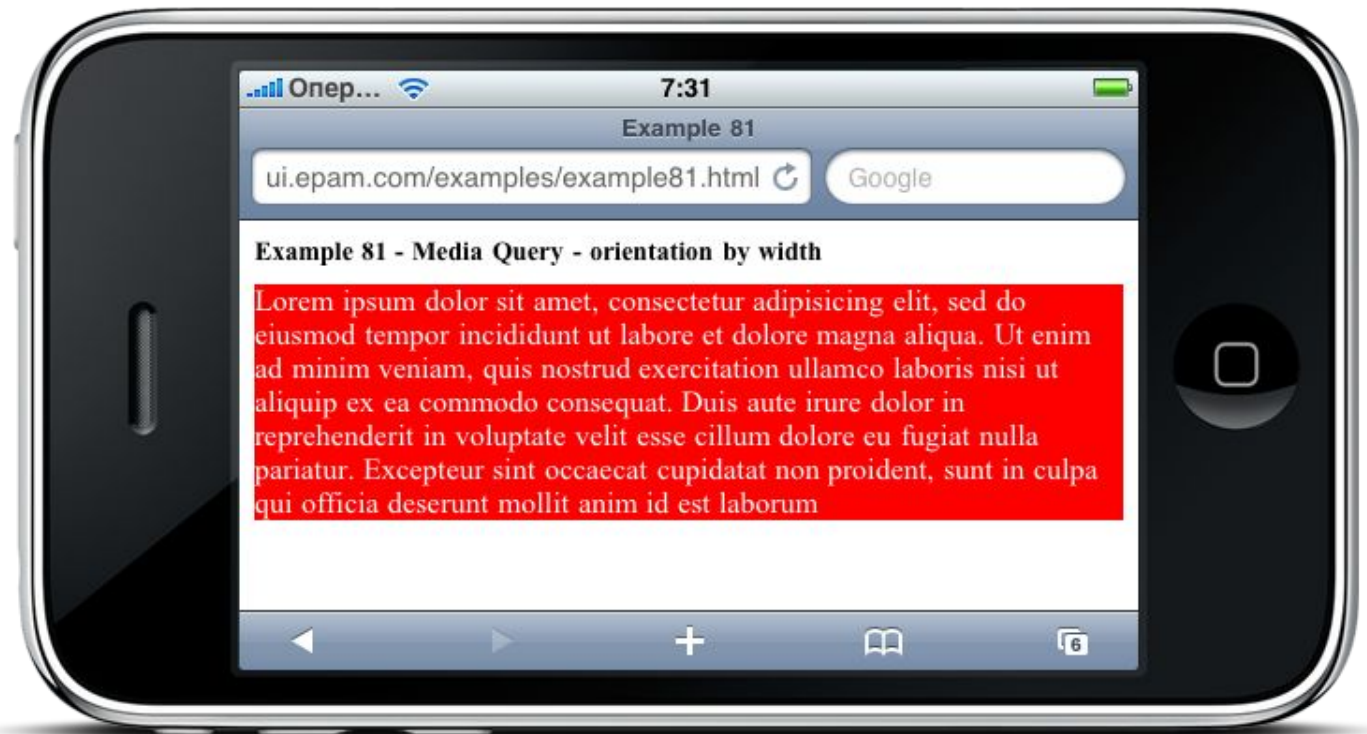 Опер... 7:31
Example 81
ui.epam.com/examples/example81.html Google
Example 81 - Media Query - orientation by width
Lorem ipsum dolor sit amet, consectetur adipisicing elit, sed do
eiusmod tempor incididunt ut labore et dolore magna aliqua. Ut enim
ad minim veniam, quis nostrud exercitation ullamco laboris nisi ut
aliquip ex ea commodo consequat. Duis aute irure dolor in
reprehenderit in voluptate velit esse cillum dolore eu fugiat nulla
pariatur. Excepteur sint occaecat cupidatat non proident, sunt in culpa
qui officia deserunt mollit anim id est laborum
6